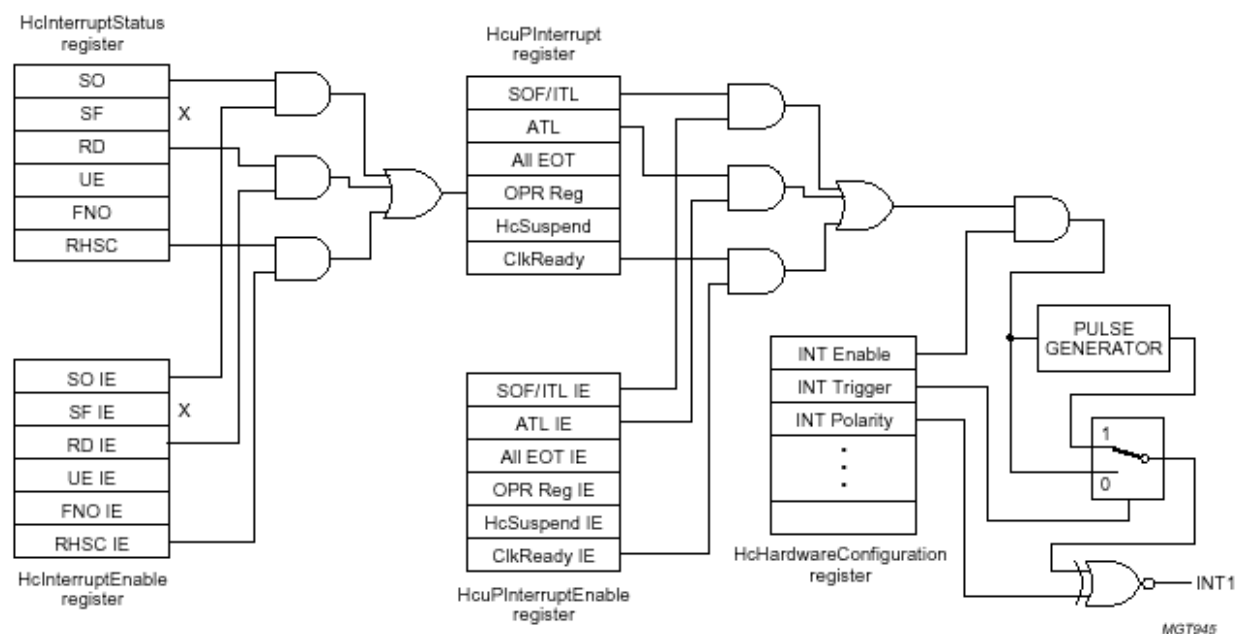 HcInterruptStatus
register
SO
SF
X
RD
UE
FNO
RHSC
SO IE
SF IE
X
RD IE
UE IE
FNO IE
RHSC IE
HcInterruptEnable
register
HcuPInterrupt
register
SOF/ITL
ATL
All EOT
OPR Reg
HcSuspend
ClkReady
SOF/ITL IE
ATL IE
All EOT IE
OPR Reg IE
HcSuspend IE
ClkReady IE
HcuPInterruptEnable
register
INT Enable
INT Trigger
INT Polarity
HcHardwareConfiguration
register
PULSE
GENERATOR
1
0
INT1
MGT945